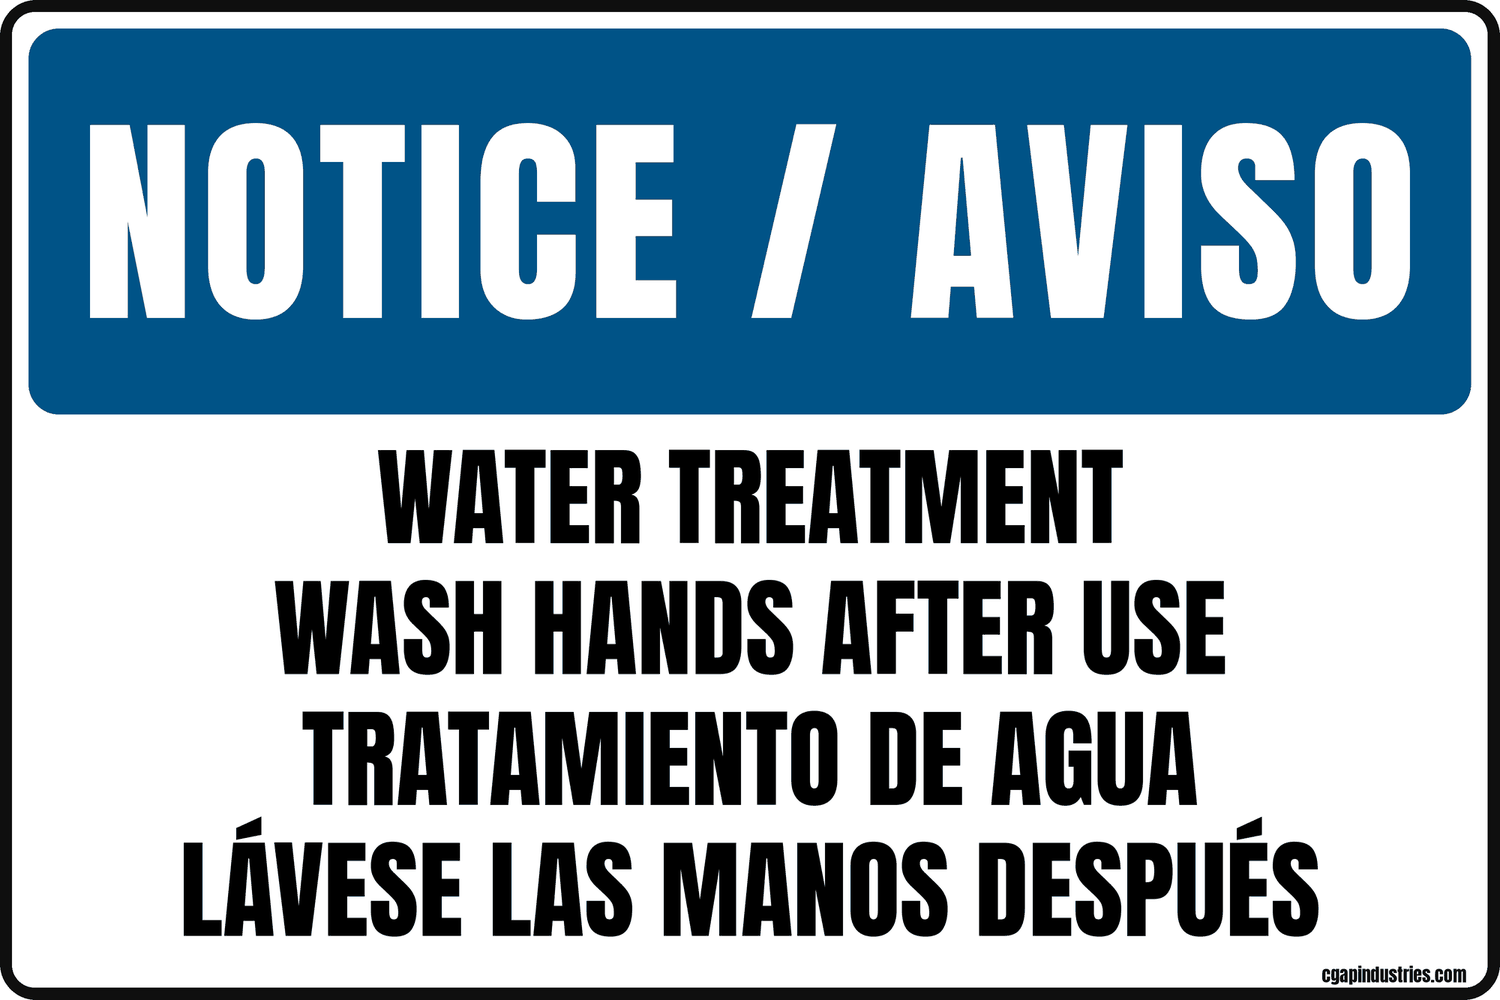 NOTICE / AVISO
WATER TREATMENT
WASH HANDS AFTER USE
TRATAMIENTO DE AGUA
LÁVESE LAS MANOS DESPUÉS
cgapindustries.com